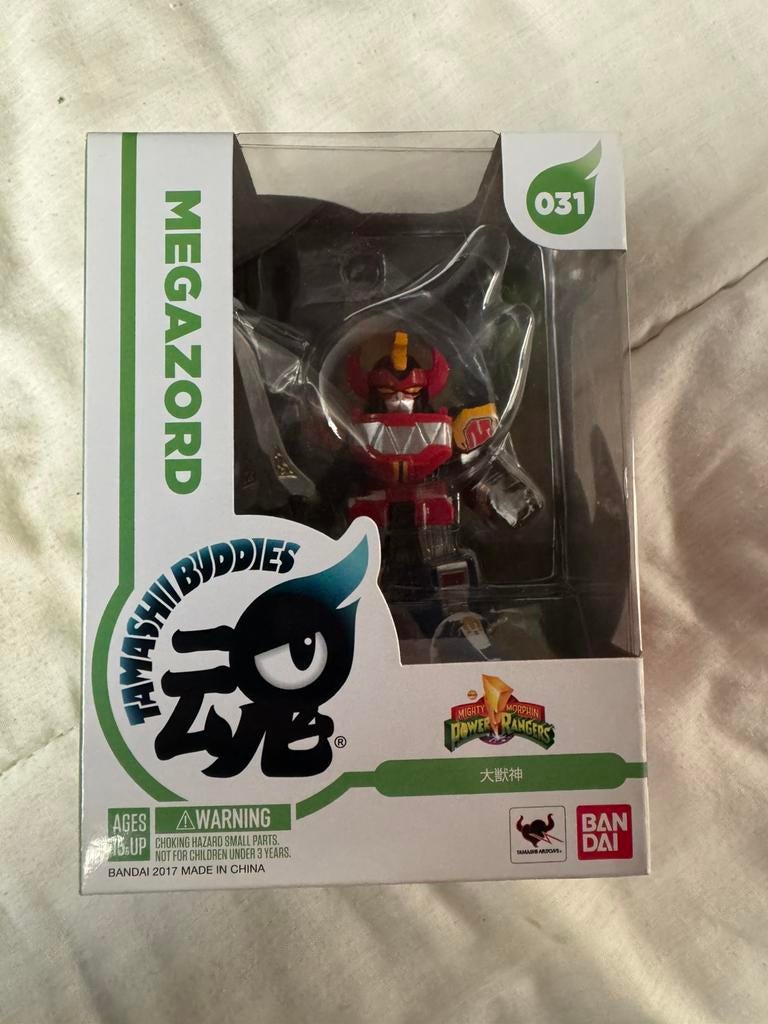 031
MEGAZORD
TAMASHII BUDDIES
魂
®
MIGHTY MORPHIN
POWER RANGERS
大獣神
AGES
15 & UP
⚠WARNING
CHOKING HAZARD SMALL PARTS.
NOT FOR CHILDREN UNDER 3 YEARS.
BANDAI 2017 MADE IN CHINA
TAMASHII NATIONS
BAN
DAI